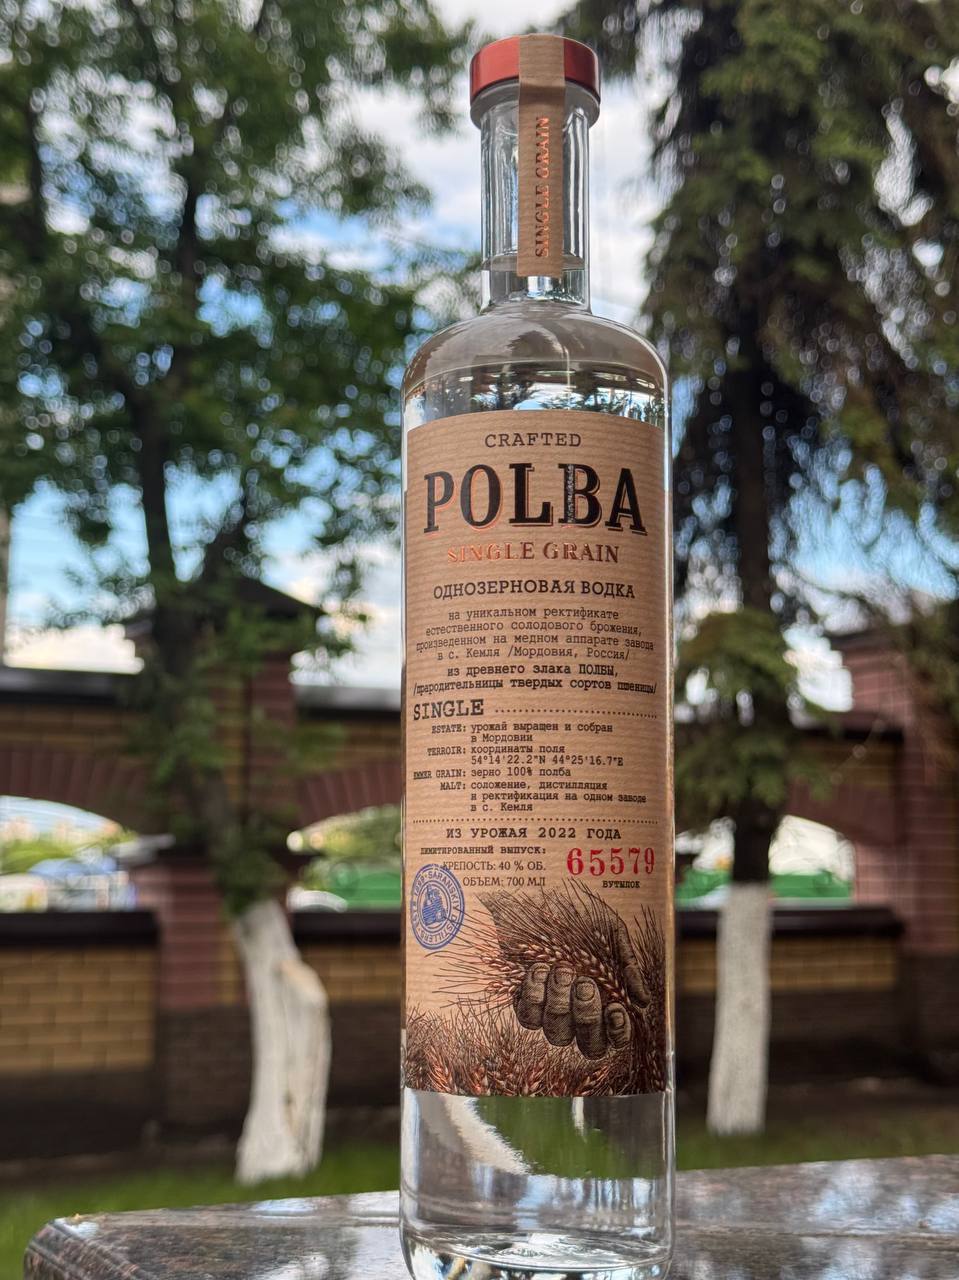 SINGLE GRAIN
CRAFTED
POLBA
SINGLE GRAIN
ОДНОЗЕРНОВАЯ ВОДКА
на уникальном ректификате
естественного солодового брожения,
произведенном на медном аппарате завода
в с. Кемля /Мордовия, Россия/
из древнего злака ПОЛБЫ,
/прародительницы твердых сортов пшеницы/
SINGLE
ESTATE: урожай выращен и собран
в Мордовии
TERROIR: координаты поля
54°14'22.2"N 44°25'16.7"E
EMMER GRAIN: зерно 100% полба
MALT: соложение, дистилляция
и ректификация на одном заводе
в с. Кемля
ИЗ УРОЖАЯ 2022 ГОДА
ЛИМИТИРОВАННЫЙ ВЫПУСК: 65579
БУТЫЛОК
КРЕПОСТЬ: 40 % ОБ.
ОБЪЕМ: 700 МЛ
SARANSKIY DISTILLERY